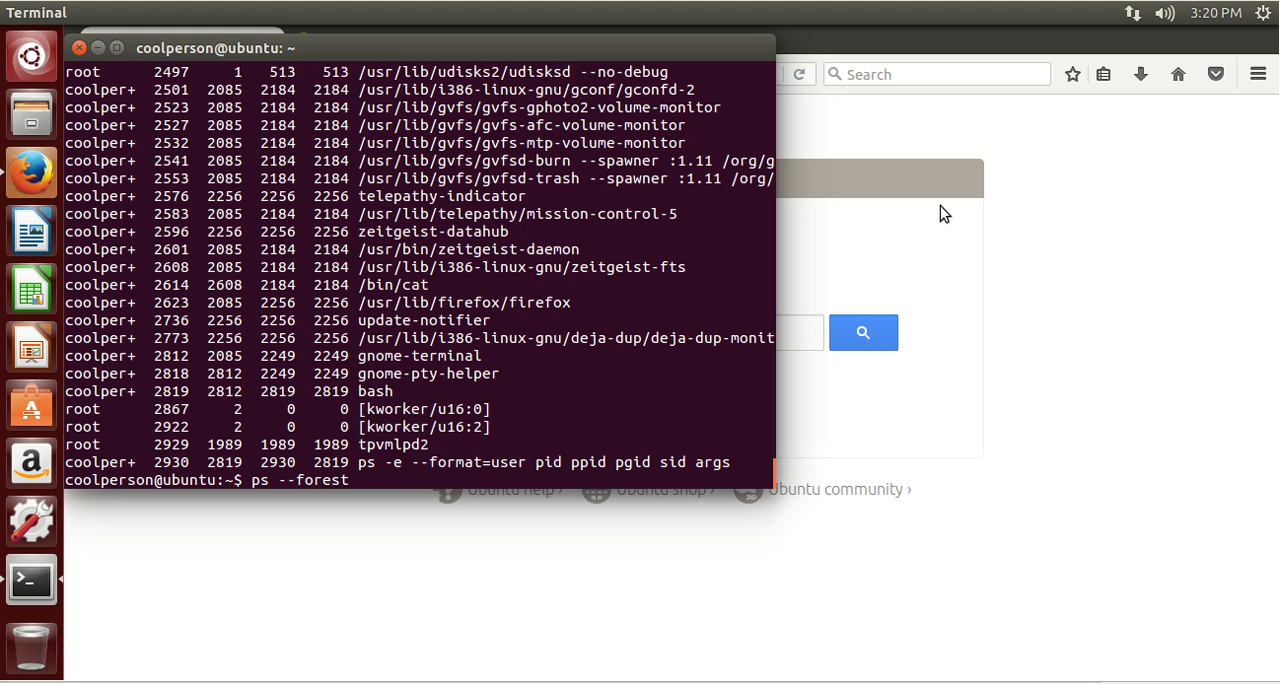 Terminal
3:20 PM
coolperson@ubuntu: ~
Search
root 2497 1 513 513 /usr/lib/udisks2/udisksd --no-debug
coolper+ 2501 2085 2184 2184 /usr/lib/i386-linux-gnu/gconf/gconfd-2
coolper+ 2523 2085 2184 2184 /usr/lib/gvfs/gvfs-gphoto2-volume-monitor
coolper+ 2527 2085 2184 2184 /usr/lib/gvfs/gvfs-afc-volume-monitor
coolper+ 2532 2085 2184 2184 /usr/lib/gvfs/gvfs-mtp-volume-monitor
coolper+ 2541 2085 2184 2184 /usr/lib/gvfs/gvfsd-burn --spawner :1.11 /org/g
coolper+ 2553 2085 2184 2184 /usr/lib/gvfs/gvfsd-trash --spawner :1.11 /org/
coolper+ 2576 2256 2256 2256 telepathy-indicator
coolper+ 2583 2085 2184 2184 /usr/lib/telepathy/mission-control-5
coolper+ 2596 2256 2256 2256 zeitgeist-datahub
coolper+ 2601 2085 2184 2184 /usr/bin/zeitgeist-daemon
coolper+ 2608 2085 2184 2184 /usr/lib/i386-linux-gnu/zeitgeist-fts
coolper+ 2614 2608 2184 2184 /bin/cat
coolper+ 2623 2085 2256 2256 /usr/lib/firefox/firefox
coolper+ 2736 2256 2256 2256 update-notifier
coolper+ 2773 2256 2256 2256 /usr/lib/i386-linux-gnu/deja-dup/deja-dup-monit
coolper+ 2812 2085 2249 2249 gnome-terminal
coolper+ 2818 2812 2249 2249 gnome-pty-helper
coolper+ 2819 2812 2819 2819 bash
root 2867 2 0 0 [kworker/u16:0]
root 2922 2 0 0 [kworker/u16:2]
root 2929 1989 1989 1989 tpvmlpd2
coolper+ 2930 2819 2930 2819 ps -e --format=user pid ppid pgid sid args
coolperson@ubuntu:~$ ps --forest
Ubuntu help › Ubuntu shop › Ubuntu community ›